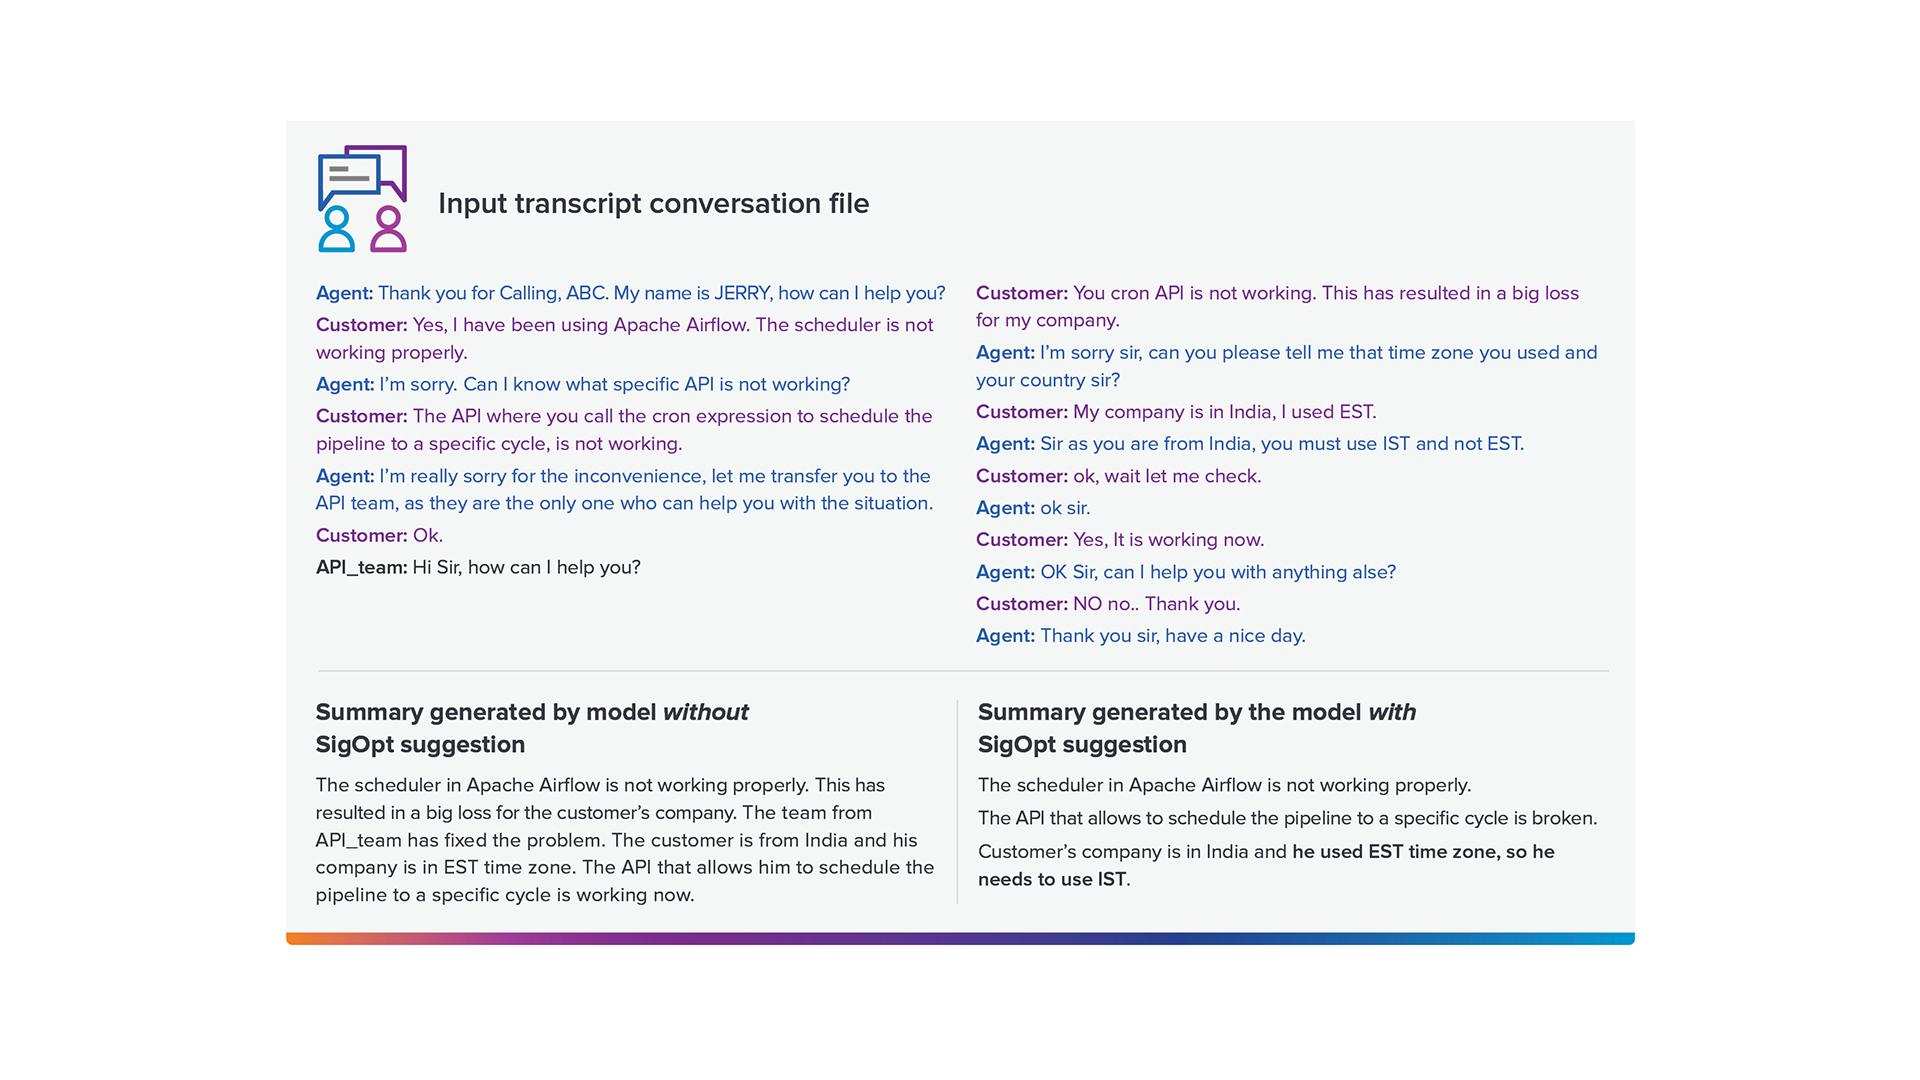 Input transcript conversation file
Agent: Thank you for Calling, ABC. My name is JERRY, how can I help you?
Customer: Yes, I have been using Apache Airflow. The scheduler is not
working properly.
Agent: I’m sorry. Can I know what specific API is not working?
Customer: The API where you call the cron expression to schedule the
pipeline to a specific cycle, is not working.
Agent: I’m really sorry for the inconvenience, let me transfer you to the
API team, as they are the only one who can help you with the situation.
Customer: Ok.
API_team: Hi Sir, how can I help you?
Customer: You cron API is not working. This has resulted in a big loss
for my company.
Agent: I’m sorry sir, can you please tell me that time zone you used and
your country sir?
Customer: My company is in India, I used EST.
Agent: Sir as you are from India, you must use IST and not EST.
Customer: ok, wait let me check.
Agent: ok sir.
Customer: Yes, It is working now.
Agent: OK Sir, can I help you with anything alse?
Customer: NO no.. Thank you.
Agent: Thank you sir, have a nice day.
Summary generated by model without
SigOpt suggestion
The scheduler in Apache Airflow is not working properly. This has
resulted in a big loss for the customer’s company. The team from
API_team has fixed the problem. The customer is from India and his
company is in EST time zone. The API that allows him to schedule the
pipeline to a specific cycle is working now.
Summary generated by the model with
SigOpt suggestion
The scheduler in Apache Airflow is not working properly.
The API that allows to schedule the pipeline to a specific cycle is broken.
Customer’s company is in India and he used EST time zone, so he
needs to use IST.